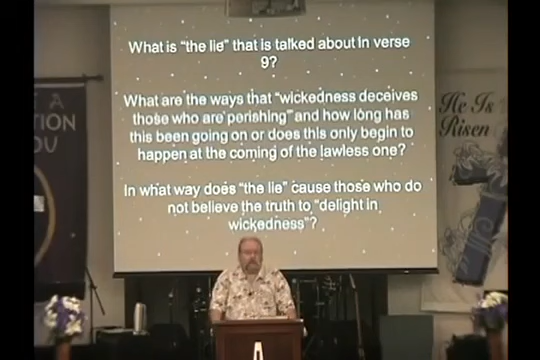 What is “the lie” that is talked about in verse
9?
What are the ways that “wickedness deceives
those who are perishing” and how long has
this been going on or does this only begin to
happen at the coming of the lawless one?
In what way does “the lie” cause those who do
not believe the truth to “delight in
wickedness”?
He Is
Risen